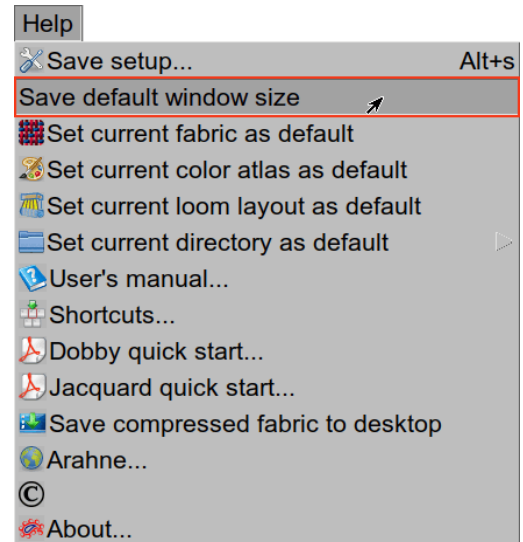 Help
Save setup... Alt+s
Save default window size
Set current fabric as default
Set current color atlas as default
Set current loom layout as default
Set current directory as default
User's manual...
Shortcuts...
Dobby quick start...
Jacquard quick start...
Save compressed fabric to desktop
Arahne...
©
About...